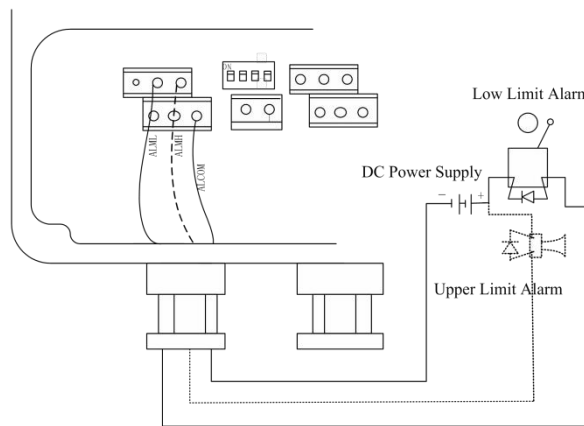 ON
Low Limit Alarm
ALML
ALMH
ALCOM
DC Power Supply
− +
Upper Limit Alarm